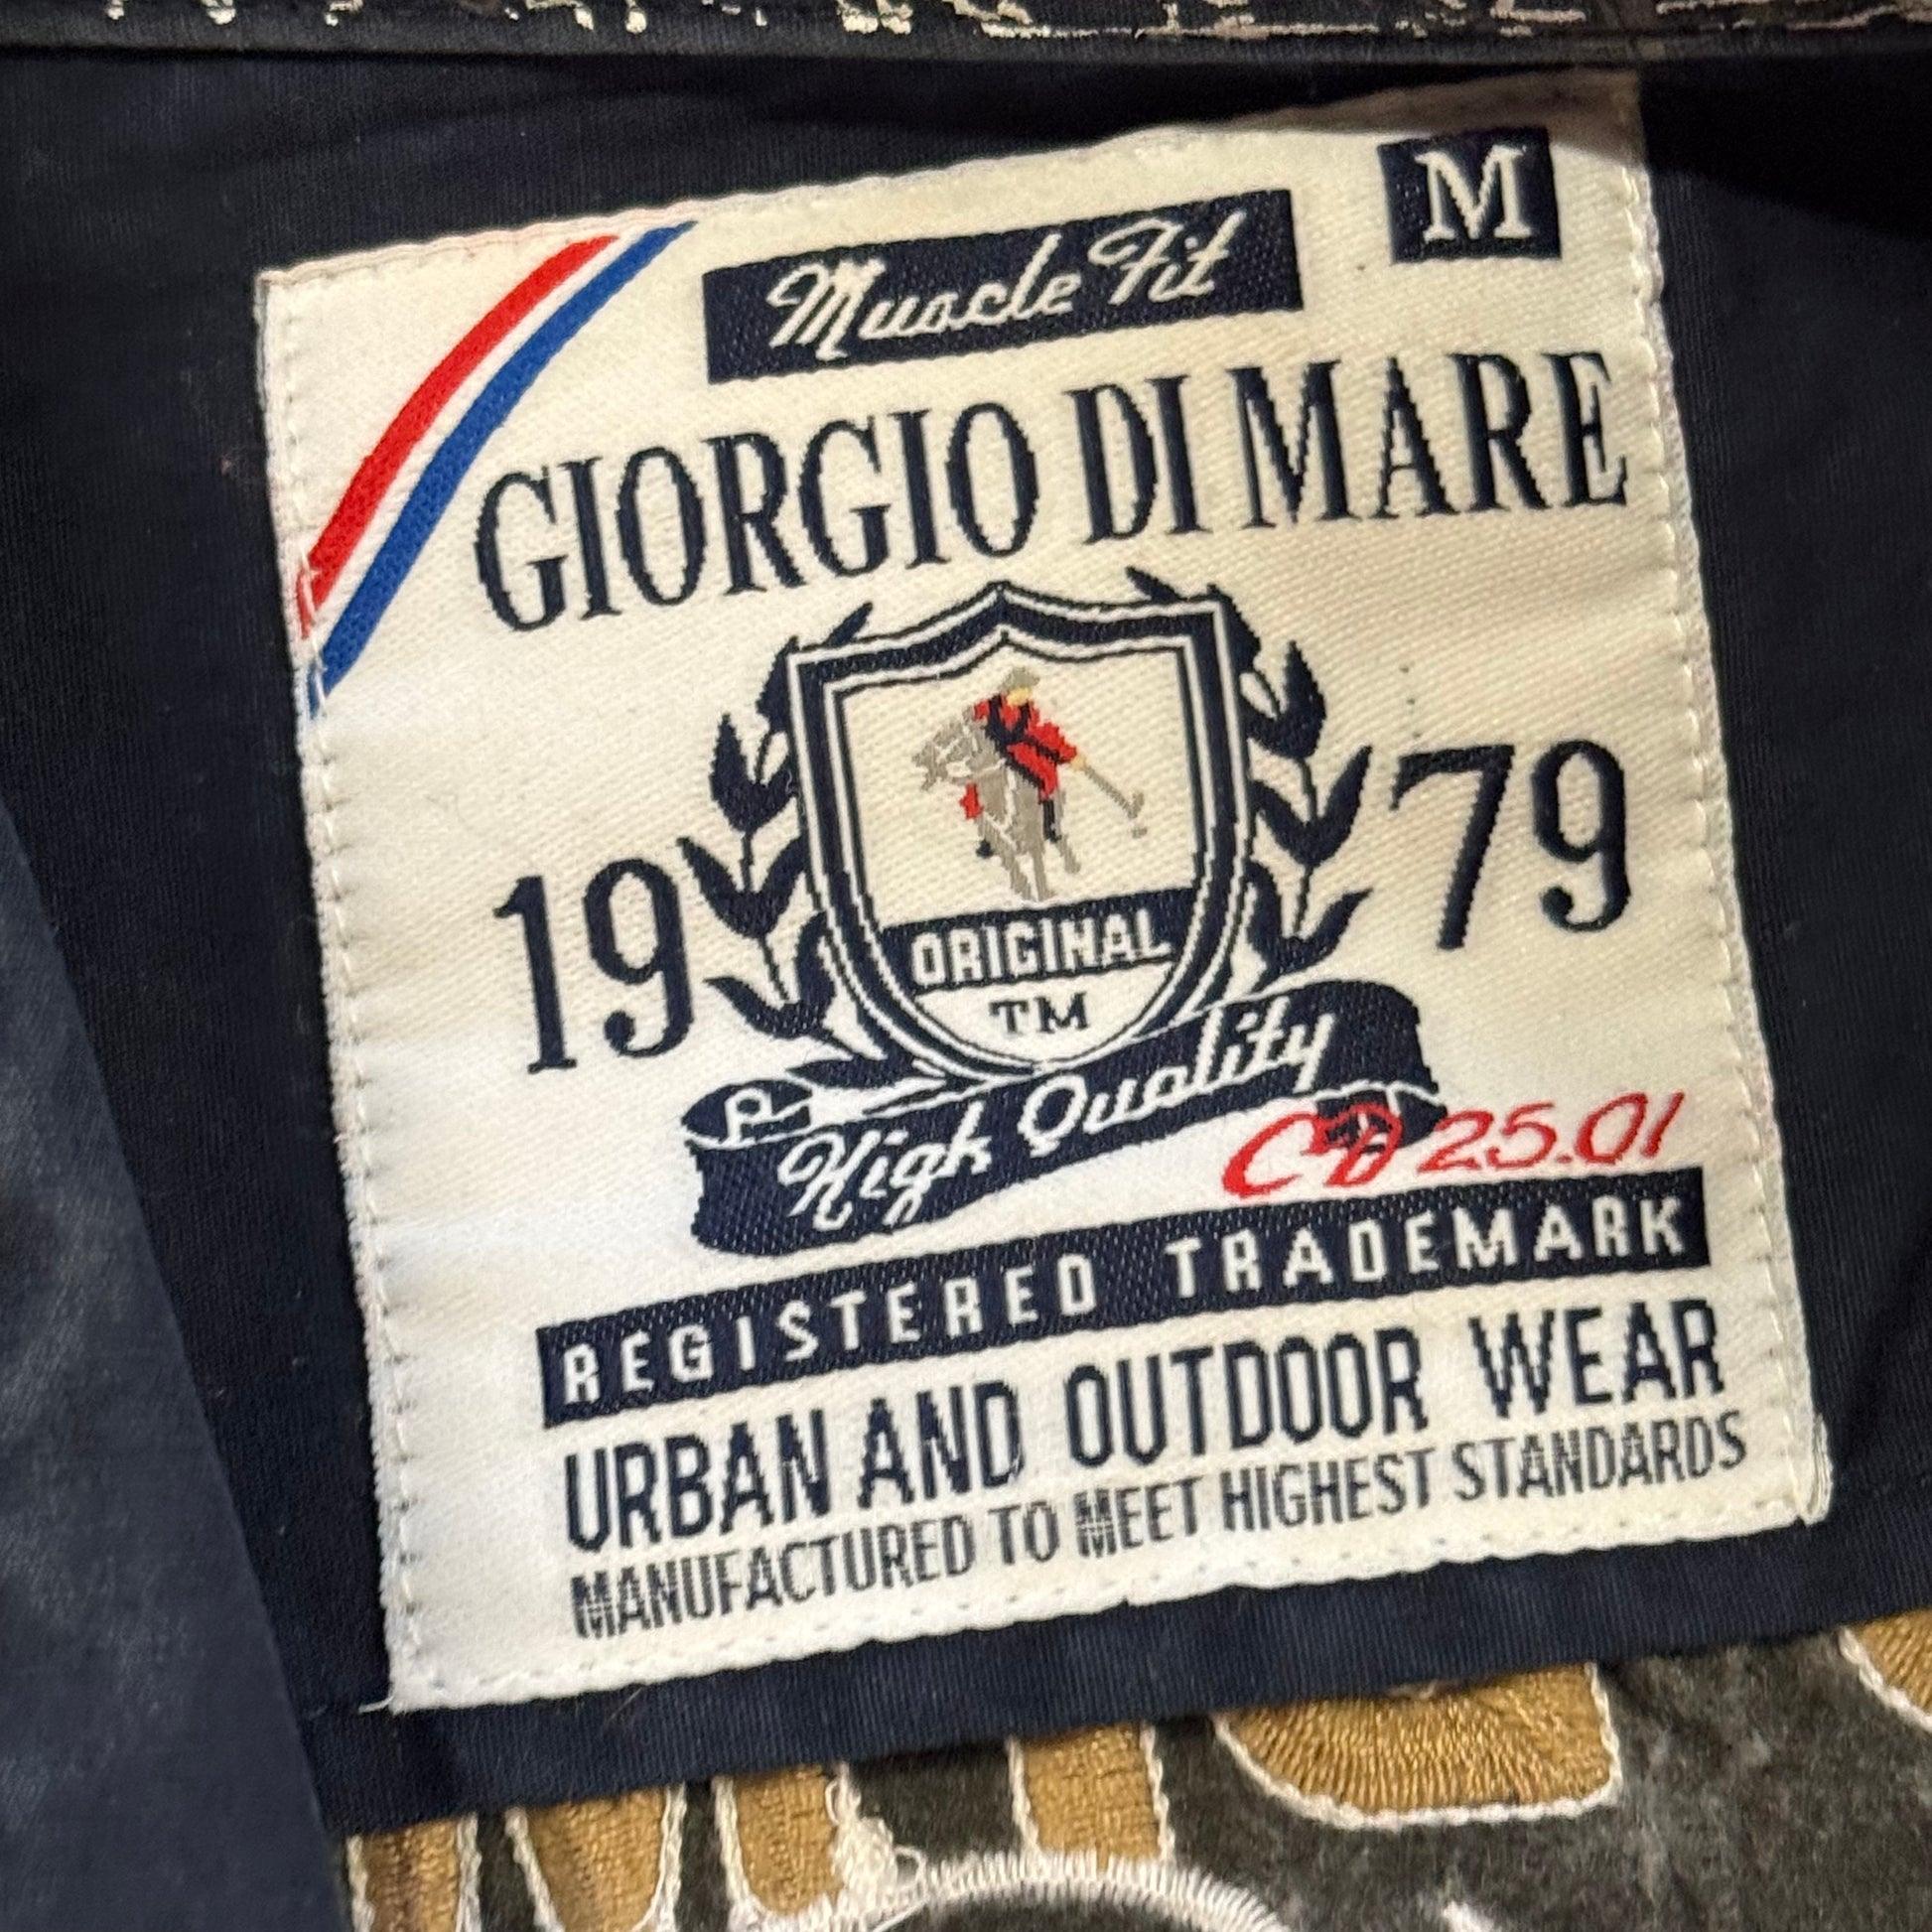 M
Muscle Fit
GIORGIO DI MARE
19 79
ORIGINAL
TM
High Quality
CD 25.01
REGISTERED TRADEMARK
URBAN AND OUTDOOR WEAR
MANUFACTURED TO MEET HIGHEST STANDARDS